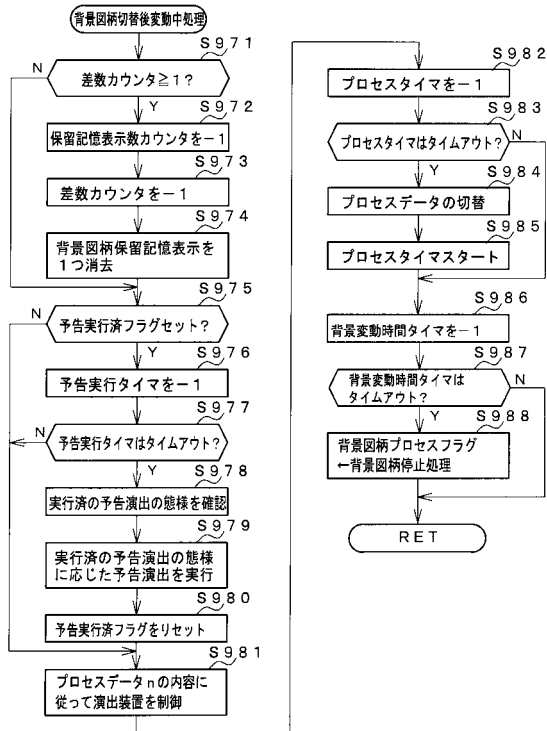 背景図柄切替後変動中処理
S971
差数カウンタ≧1?
N
Y
S972
保留記憶表示数カウンタを−1
S973
差数カウンタを−1
S974
背景図柄保留記憶表示を
1つ消去
S975
予告実行済フラグセット?
N
Y
S976
予告実行タイマを−1
S977
予告実行タイマはタイムアウト?
N
Y
S978
実行済の予告演出の態様を確認
S979
実行済の予告演出の態様
に応じた予告演出を実行
S980
予告実行済フラグをリセット
S981
プロセスデータnの内容に
従って演出装置を制御
S982
プロセスタイマを−1
S983
プロセスタイマはタイムアウト?
N
Y
S984
プロセスデータの切替
S985
プロセスタイマスタート
S986
背景変動時間タイマを−1
S987
背景変動時間タイマは
タイムアウト?
N
Y
S988
背景図柄プロセスフラグ
←背景図柄停止処理
RET